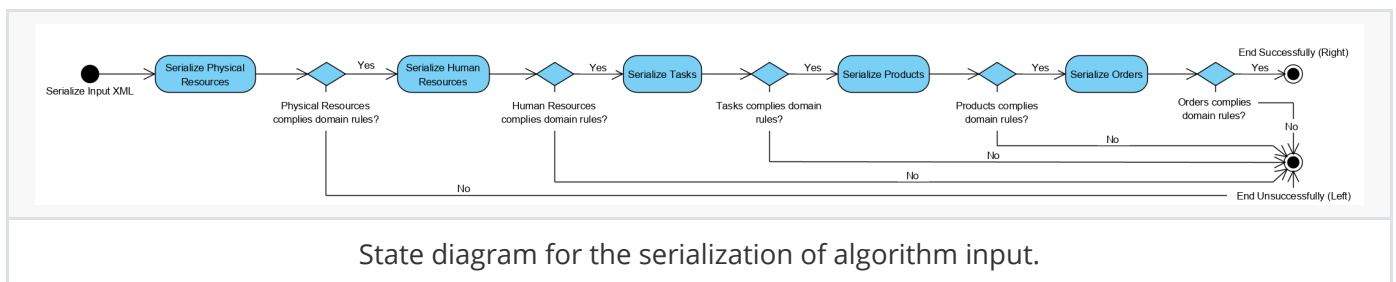 End Successfully (Right)
Serialize Physical
Resources
Yes
Serialize Human
Resources
Yes
Serialize Tasks
Yes
Serialize Products
Yes
Serialize Orders
Yes
Serialize Input XML
Physical Resources
complies domain rules?
Human Resources
complies domain rules?
Tasks complies domain
rules?
Products complies
domain rules?
Orders complies
domain rules?
No
No
No
No
No
End Unsuccessfully (Left)
State diagram for the serialization of algorithm input.